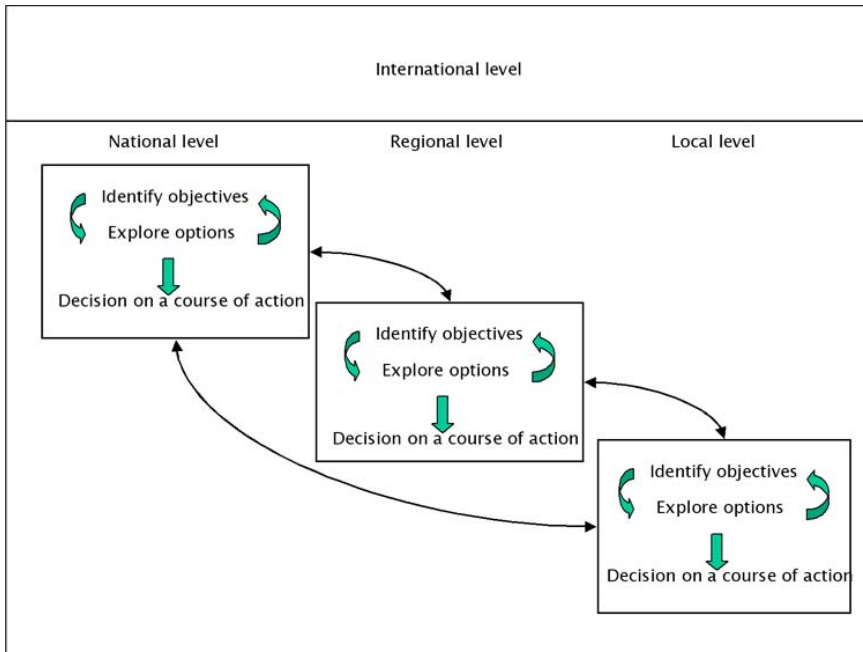 International level
National level
Regional level
Local level
Identify objectives
Explore options
Decision on a course of action
Identify objectives
Explore options
Decision on a course of action
Identify objectives
Explore options
Decision on a course of action